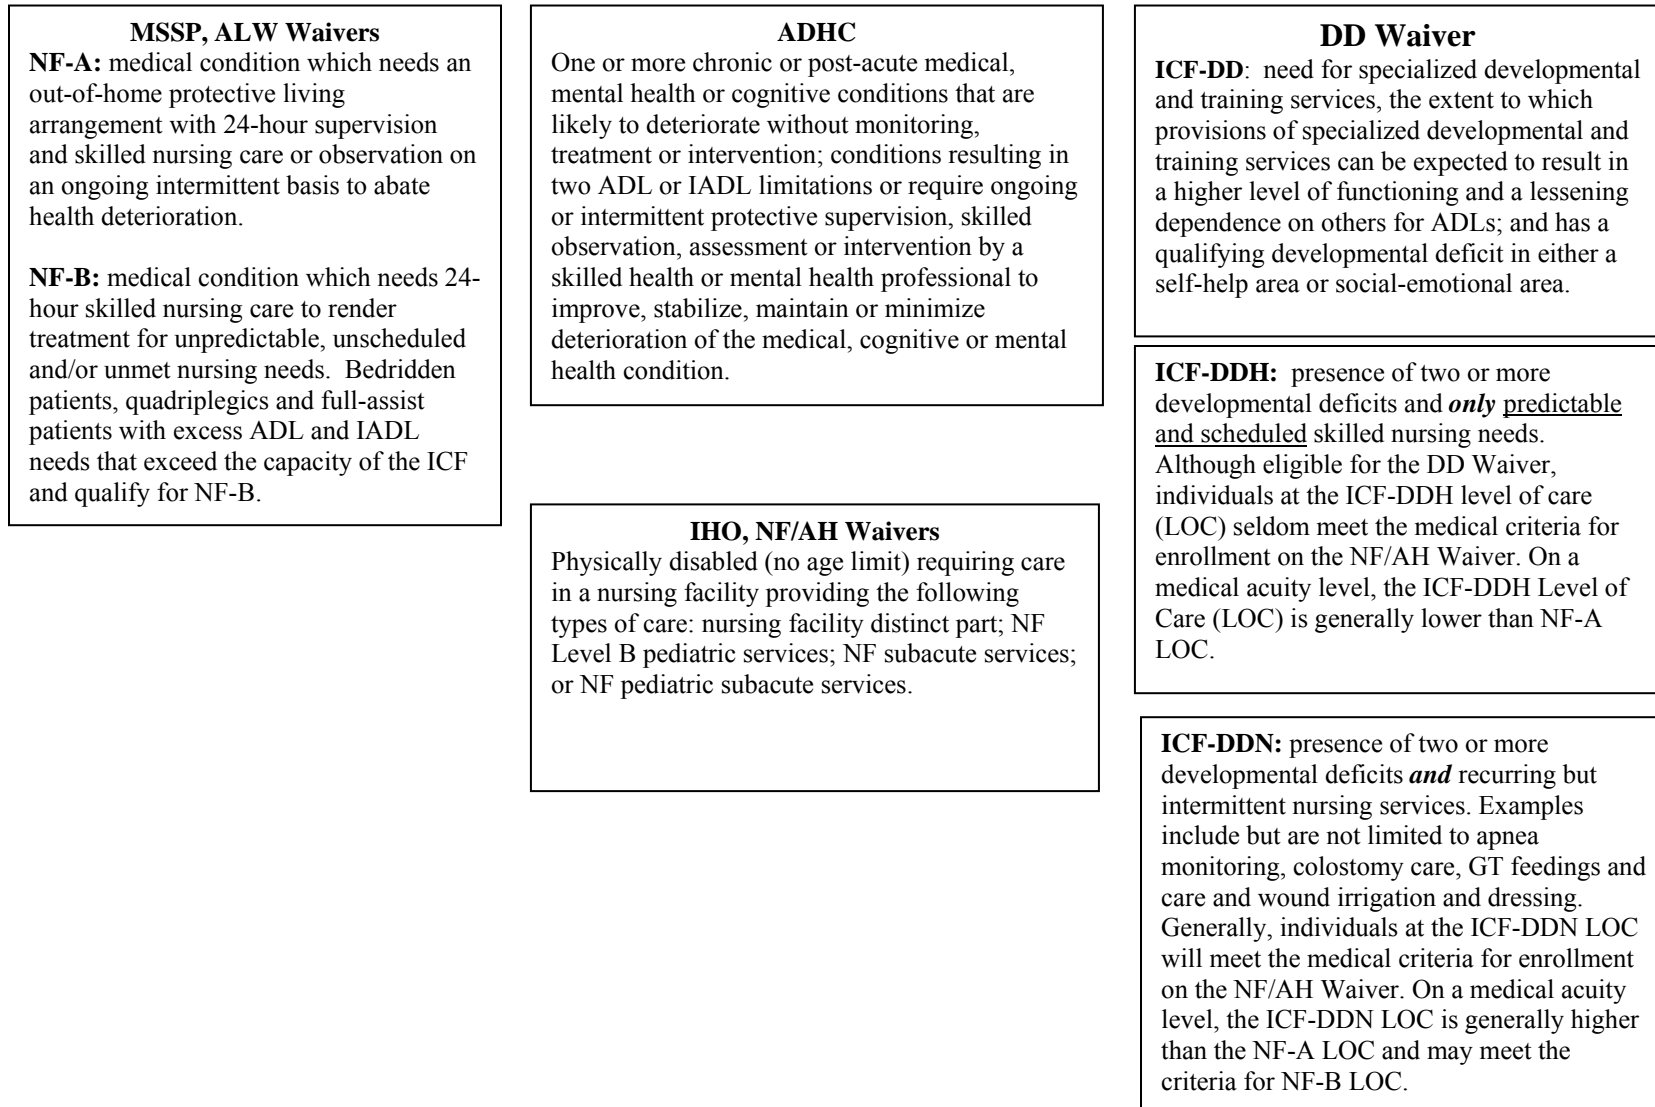 MSSP, ALW Waivers
NF-A: medical condition which needs an
out-of-home protective living
arrangement with 24-hour supervision
and skilled nursing care or observation on
an ongoing intermittent basis to abate
health deterioration.
NF-B: medical condition which needs 24-
hour skilled nursing care to render
treatment for unpredictable, unscheduled
and/or unmet nursing needs.  Bedridden
patients, quadriplegics and full-assist
patients with excess ADL and IADL
needs that exceed the capacity of the ICF
and qualify for NF-B.
ADHC
One or more chronic or post-acute medical,
mental health or cognitive conditions that are
likely to deteriorate without monitoring,
treatment or intervention; conditions resulting in
two ADL or IADL limitations or require ongoing
or intermittent protective supervision, skilled
observation, assessment or intervention by a
skilled health or mental health professional to
improve, stabilize, maintain or minimize
deterioration of the medical, cognitive or mental
health condition.
IHO, NF/AH Waivers
Physically disabled (no age limit) requiring care
in a nursing facility providing the following
types of care: nursing facility distinct part; NF
Level B pediatric services; NF subacute services;
or NF pediatric subacute services.
DD Waiver
ICF-DD:  need for specialized developmental
and training services, the extent to which
provisions of specialized developmental and
training services can be expected to result in
a higher level of functioning and a lessening
dependence on others for ADLs; and has a
qualifying developmental deficit in either a
self-help area or social-emotional area.
ICF-DDH:  presence of two or more
developmental deficits and only predictable
and scheduled skilled nursing needs.
Although eligible for the DD Waiver,
individuals at the ICF-DDH level of care
(LOC) seldom meet the medical criteria for
enrollment on the NF/AH Waiver. On a
medical acuity level, the ICF-DDH Level of
Care (LOC) is generally lower than NF-A
LOC.
ICF-DDN: presence of two or more
developmental deficits and recurring but
intermittent nursing services. Examples
include but are not limited to apnea
monitoring, colostomy care, GT feedings and
care and wound irrigation and dressing.
Generally, individuals at the ICF-DDN LOC
will meet the medical criteria for enrollment
on the NF/AH Waiver. On a medical acuity
level, the ICF-DDN LOC is generally higher
than the NF-A LOC and may meet the
criteria for NF-B LOC.